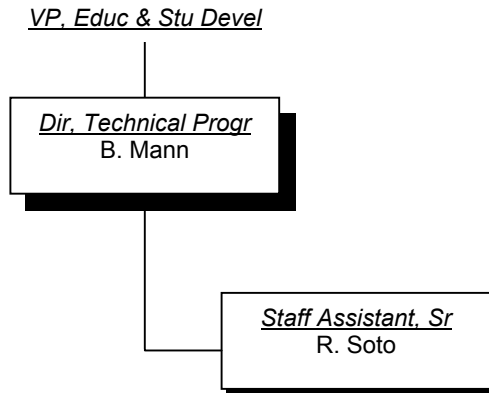 VP, Educ & Stu Devel
Dir, Technical Progr
B. Mann
Staff Assistant, Sr
R. Soto